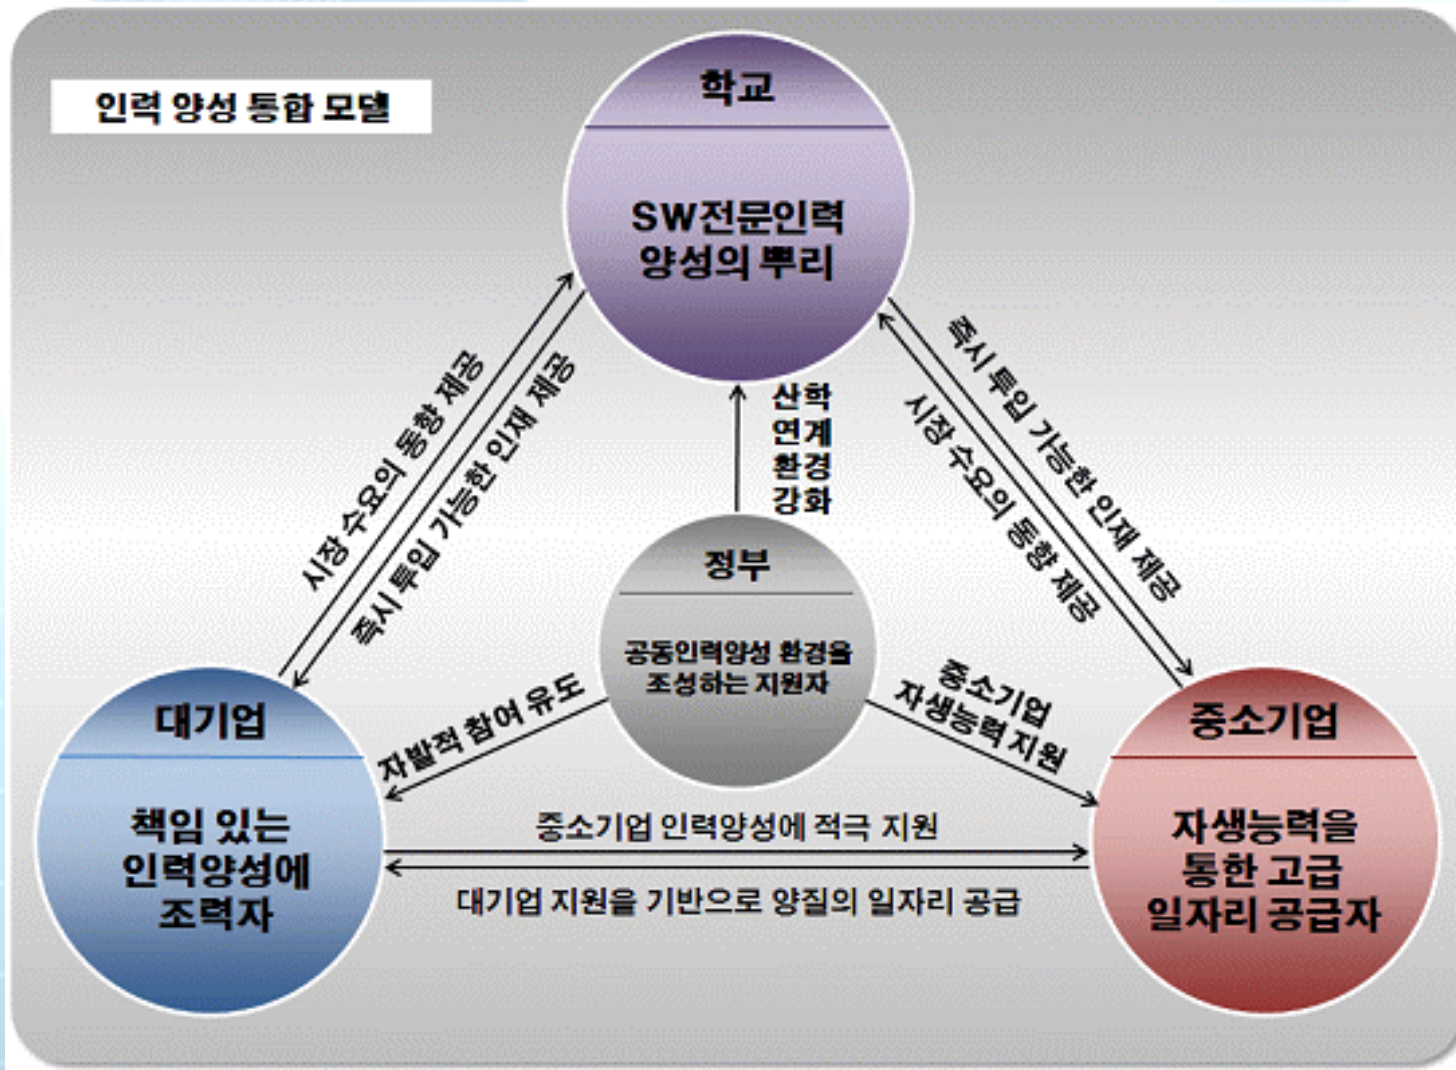 인력 양성 통합 모델
학교
SW전문인력
양성의 뿌리
시장 수요의 동향 제공
즉시 투입 가능한 인재 제공
즉시 투입 가능한 인재 제공
시장 수요의 동향 제공
산학
연계
환경
강화
정부
공동인력양성 환경을
조성하는 지원자
자발적 참여 유도
중소기업
자생능력 지원
대기업
책임 있는
인력양성에
조력자
중소기업 인력양성에 적극 지원
대기업 지원을 기반으로 양질의 일자리 공급
중소기업
자생능력을
통한 고급
일자리 공급자